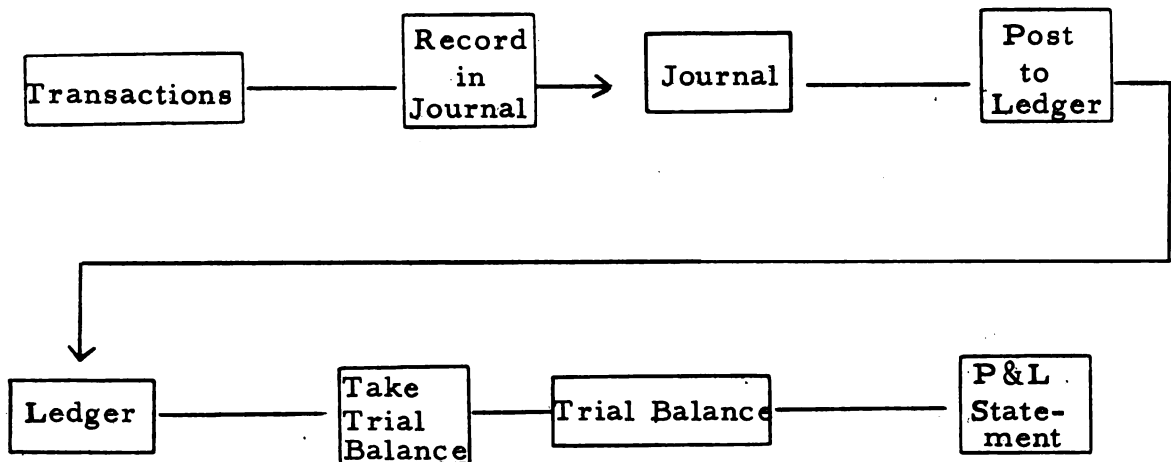 Transactions
Record
in
Journal
Journal
Post
to
Ledger
Ledger
Take
Trial
Balance
Trial Balance
P&L
State-
ment